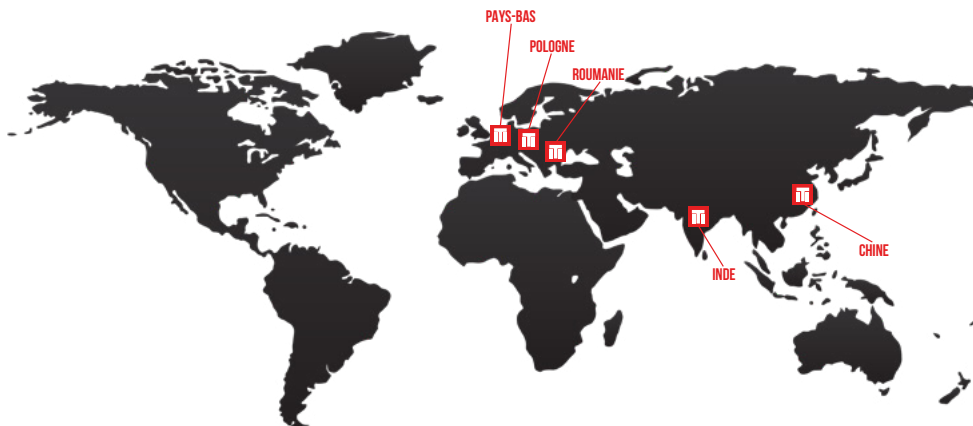 PAYS-BAS
POLOGNE
ROUMANIE
CHINE
INDE